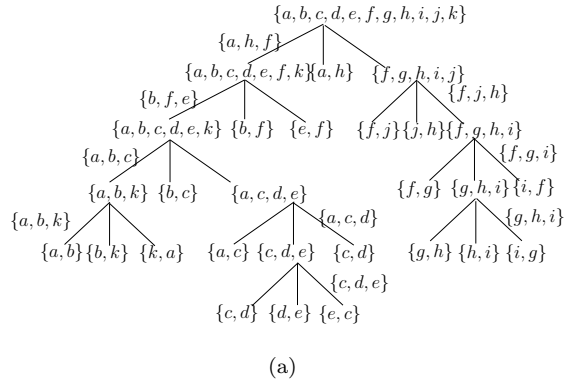 {a, b, c, d, e, f, g, h, i, j, k}
{a, h, f}
{a, b, c, d, e, f, k} {a, h} {f, g, h, i, j}
{b, f, e} {f, j, h}
{a, b, c, d, e, k} {b, f} {e, f} {f, j} {j, h} {f, g, h, i}
{a, b, c} {f, g, i}
{a, b, k} {b, c} {a, c, d, e} {f, g} {g, h, i} {i, f}
{a, b, k} {a, c, d} {g, h, i}
{a, b} {b, k} {k, a} {a, c} {c, d, e} {c, d} {g, h} {h, i} {i, g}
{c, d, e}
{c, d} {d, e} {e, c}
(a)